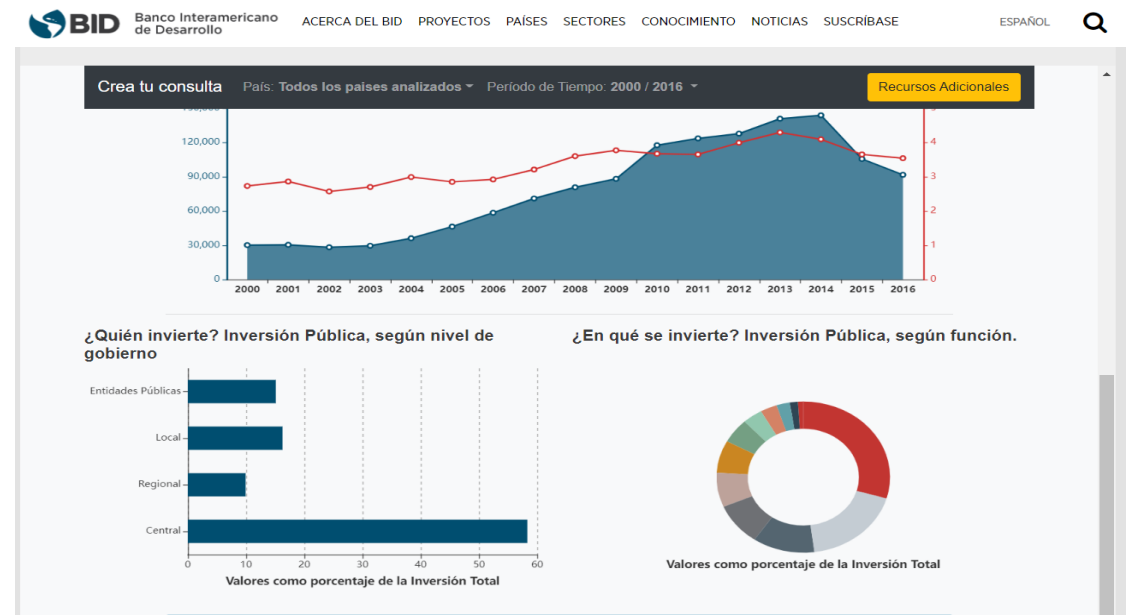 BID
Banco Interamericano
de Desarrollo
ACERCA DEL BID PROYECTOS PAÍSES SECTORES CONOCIMIENTO NOTICIAS SUSCRÍBASE
ESPAÑOL
Crea tu consulta País: Todos los paises analizados Período de Tiempo: 2000 / 2016
Recursos Adicionales
120,000 4
90,000 3
60,000 2
30,000 1
0 0
2000 2001 2002 2003 2004 2005 2006 2007 2008 2009 2010 2011 2012 2013 2014 2015 2016
¿Quién invierte? Inversión Pública, según nivel de
gobierno
Entidades Públicas
Local
Regional
Central
0 10 20 30 40 50 60
Valores como porcentaje de la Inversión Total
¿En qué se invierte? Inversión Pública, según función.
Valores como porcentaje de la Inversión Total